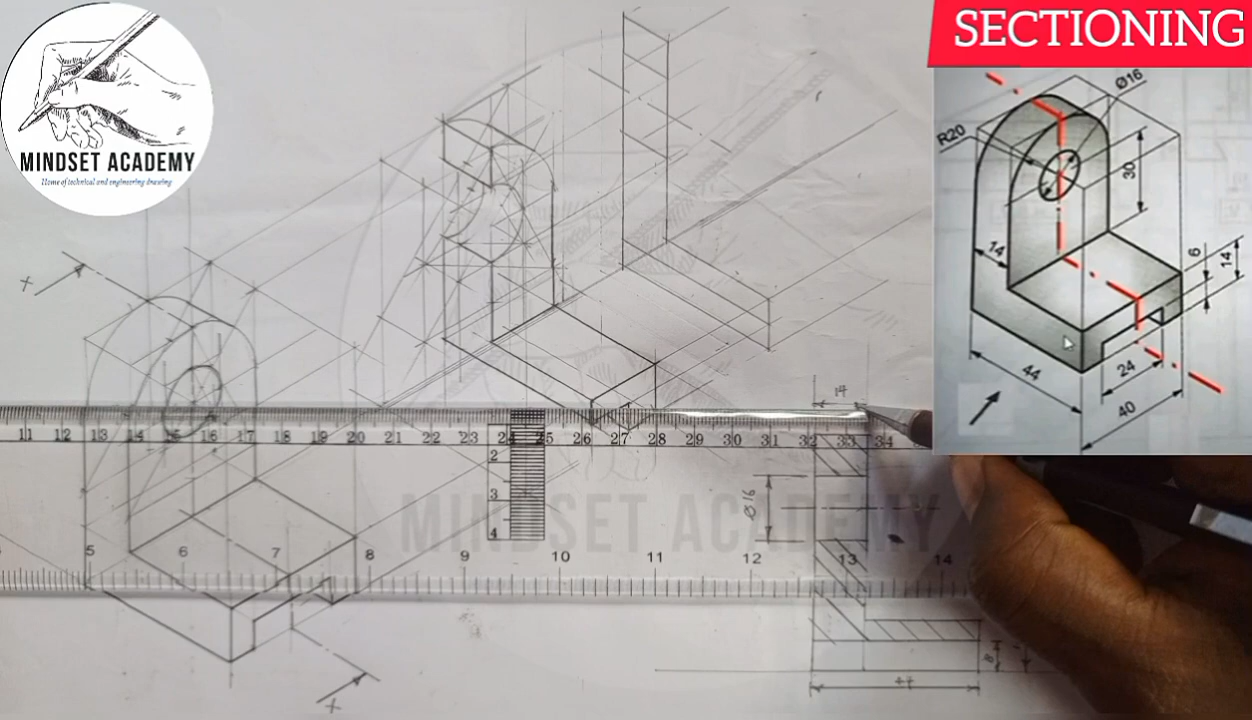 MINDSET ACADEMY
Home of technical and engineering drawing
SECTIONING
Ø16
R20
30
14
6
14
44
24
40
X
14
11 12 13 14 15 16 17 18 19 20 21 22 23 24 25 26 27 28 29 30 31 32 33 34
2
3
4
Ø16
MINDSET ACADEMY
5 6 7 8 9 10 11 12 13 14
8
44
X